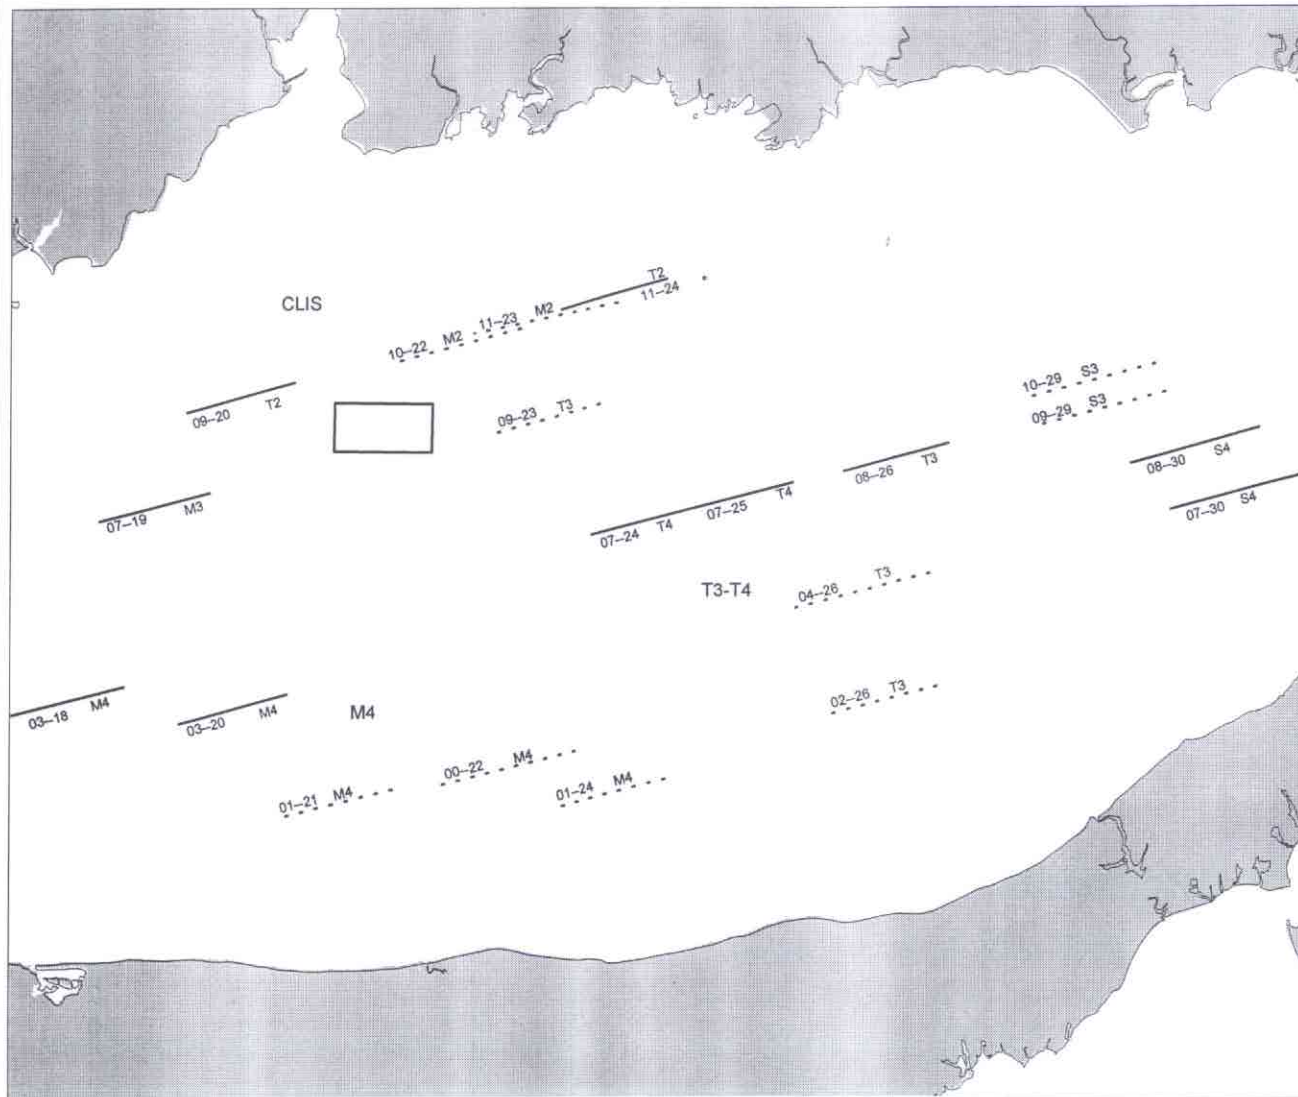 T2
11–24
CLIS
11–23 M2
10–22 M2
10–29 S3
09–29 S3
09–20 T2
09–23 T3
08–30 S4
08–26 T3
07–30 S4
07–19 M3
07–24 T4
07–25 T4
T3-T4
04–26 T3
02–26 T3
03–18 M4
03–20 M4
M4
00–22 M4
01–21 M4
01–24 M4